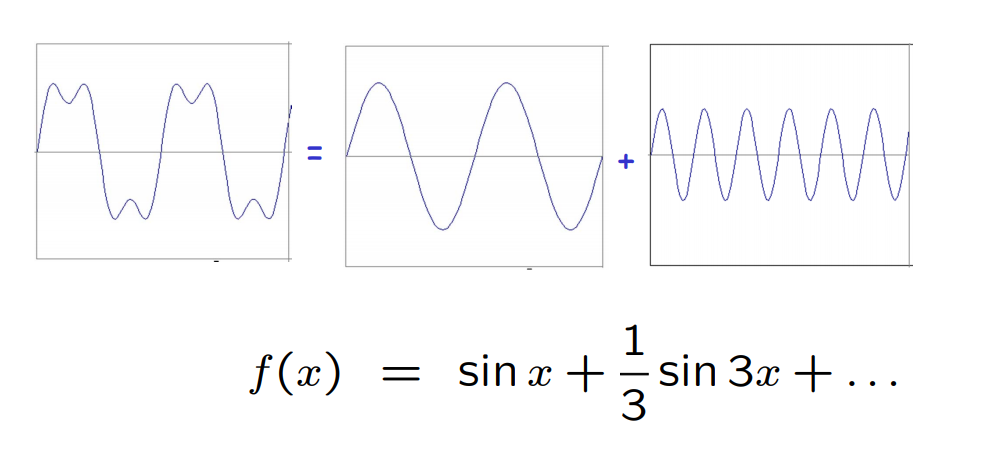 = +
f(x) = sin x + 1/3 sin 3x + ...